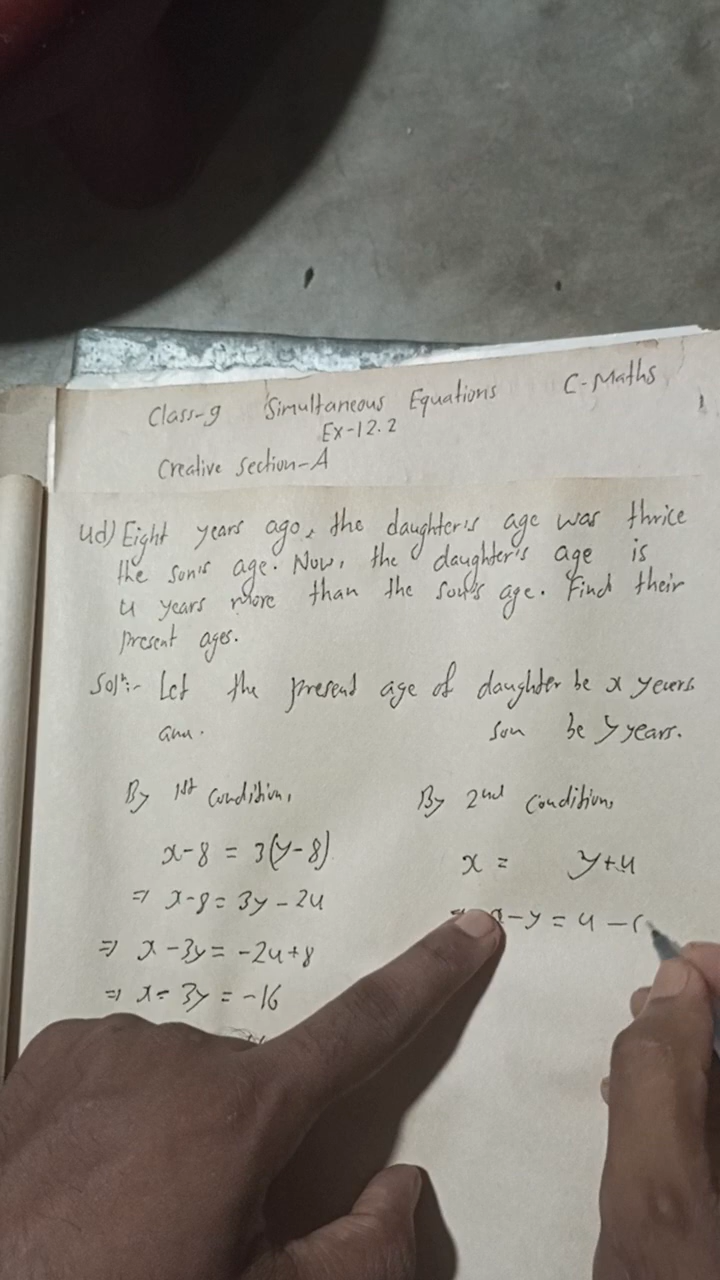 Class-9 Simultaneous Equations C-Maths
Ex-12.2
Creative Section-A
4d) Eight years ago, the daughter's age was thrice
the son's age. Now, the daughter's age is
4 years more than the son's age. Find their
present ages.
Solⁿ:- Let the present age of daughter be x years
son be y years.
By 1st Condition, By 2nd Condition,
x-8 = 3(y-8) x = y+4
⇒ x-8 = 3y - 24 x-y = 4 -
⇒ x - 3y = -24+8
⇒ x - 3y = -16